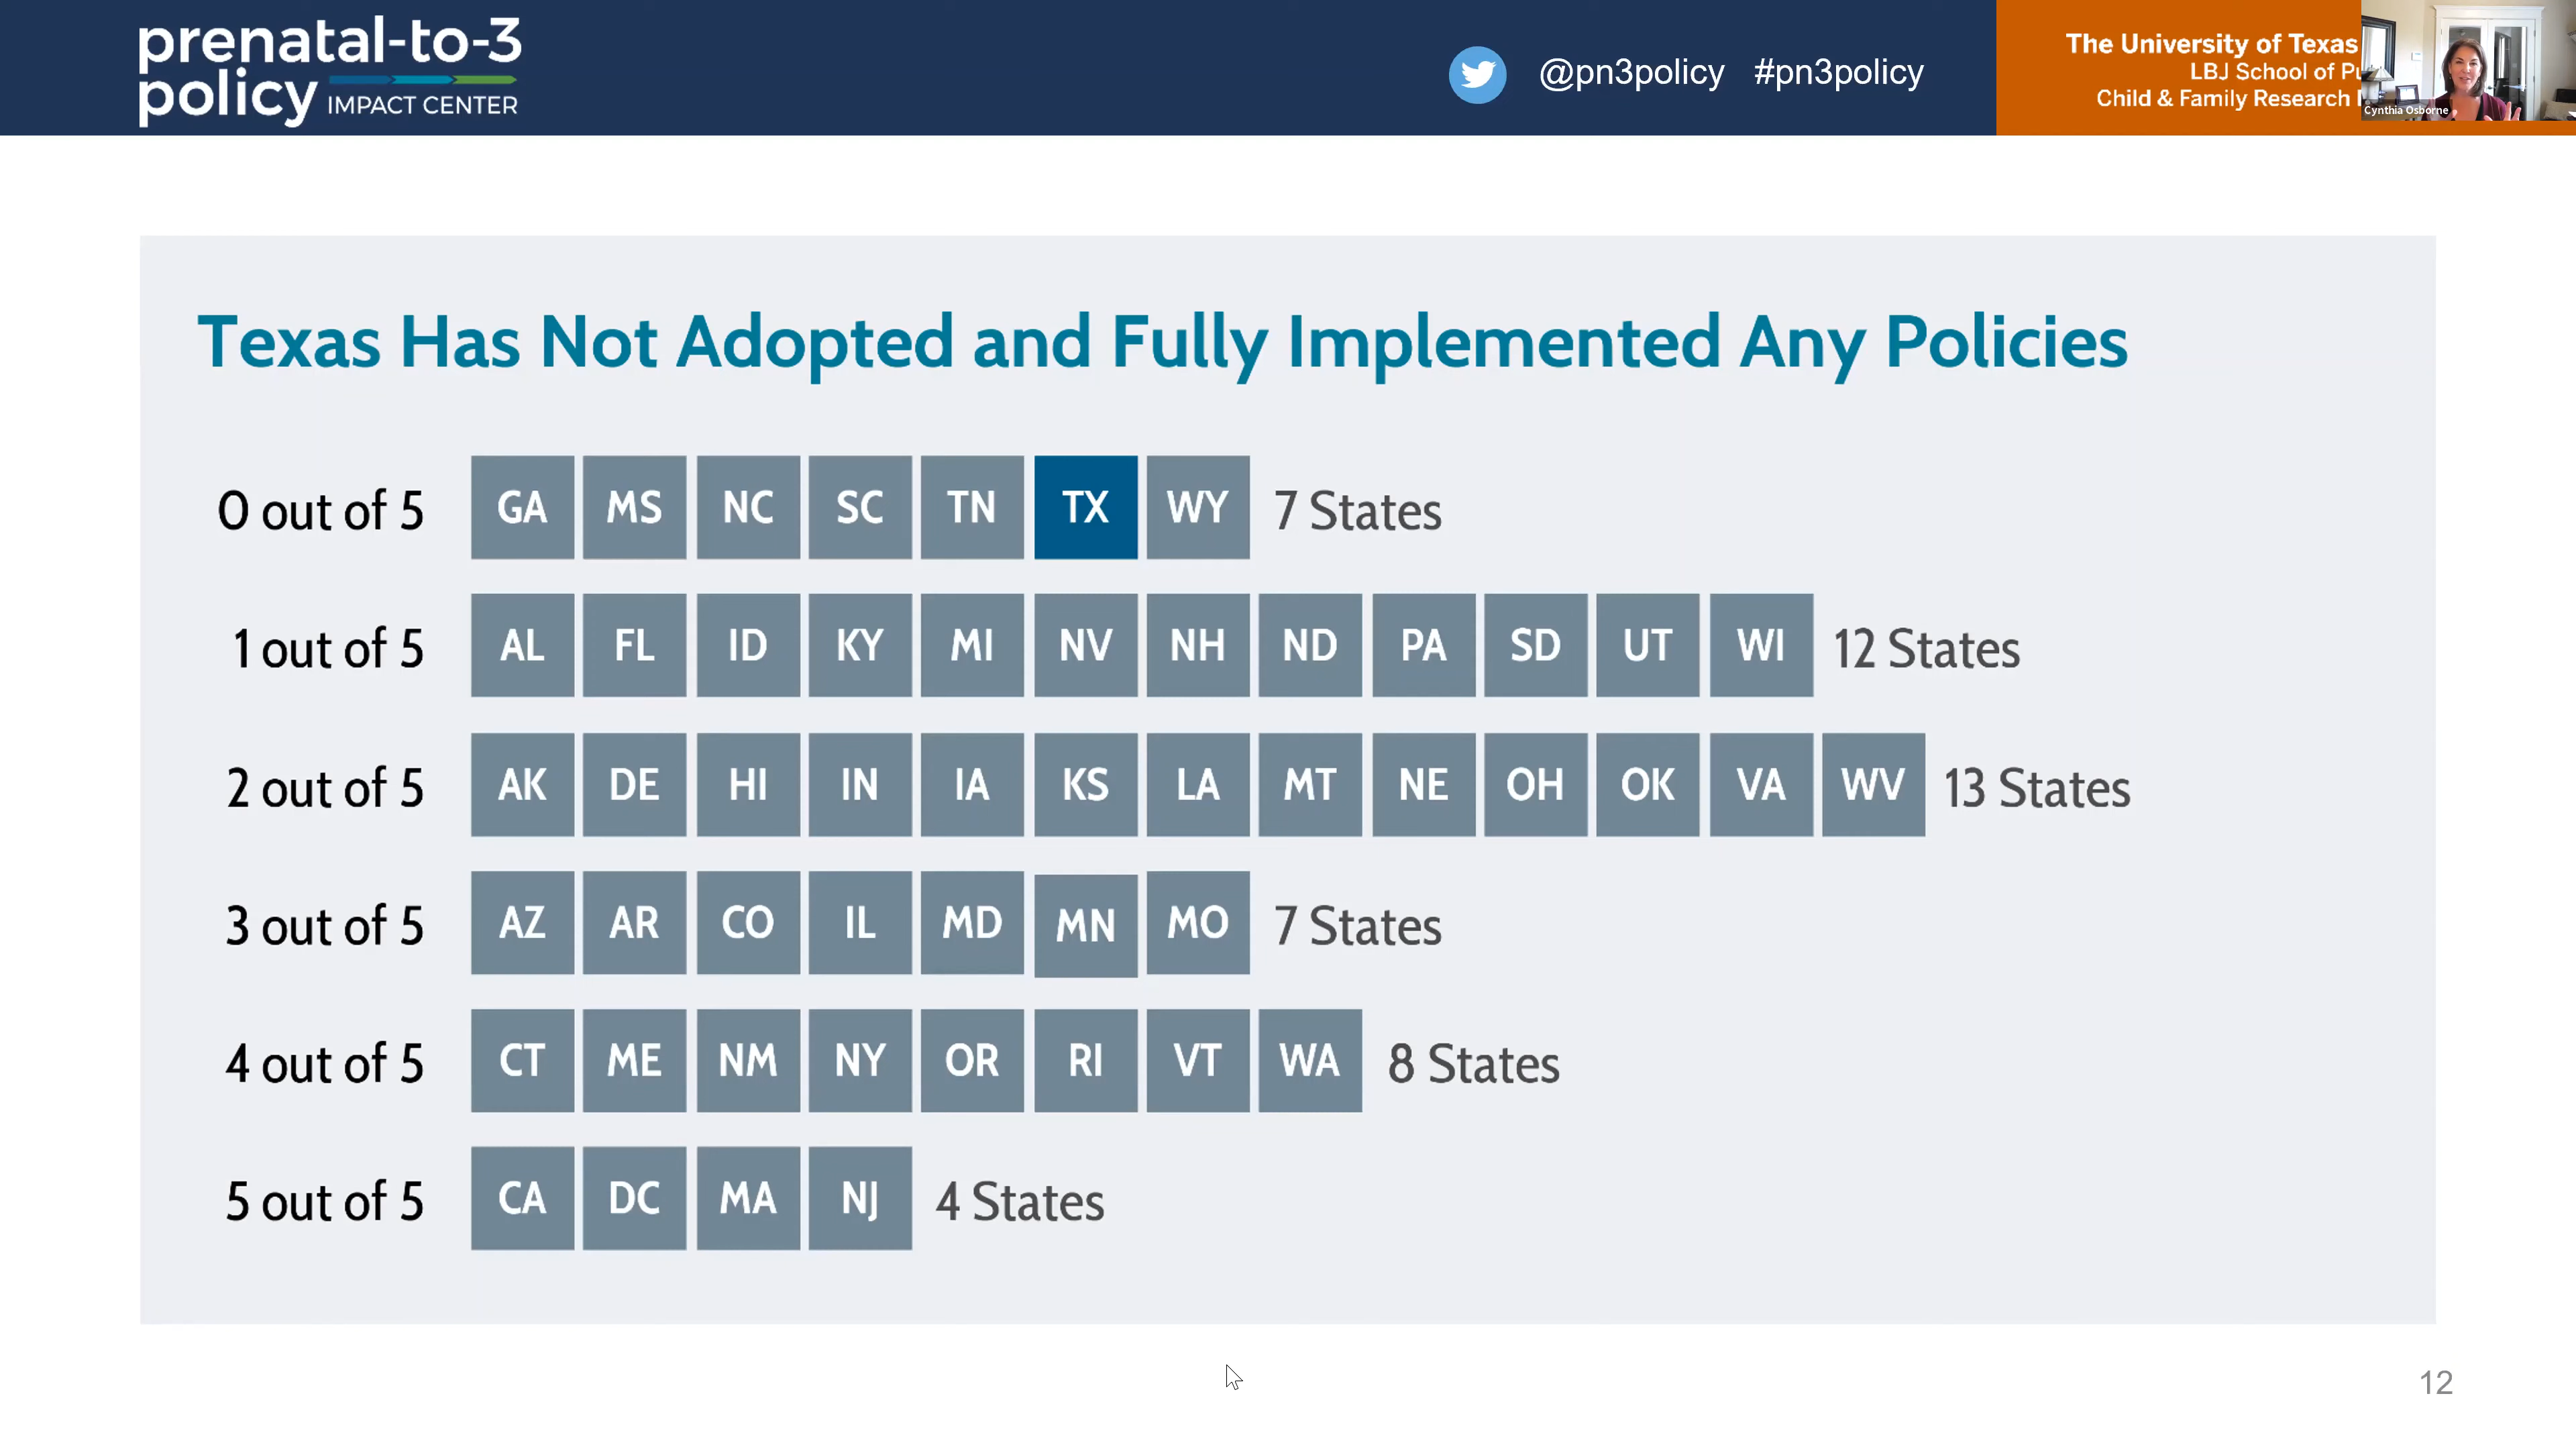 prenatal-to-3
policy IMPACT CENTER
@pn3policy #pn3policy
The University of Texas
LBJ School of
Child & Family Research
Cynthia Osborne
Texas Has Not Adopted and Fully Implemented Any Policies
0 out of 5 GA MS NC SC TN TX WY 7 States
1 out of 5 AL FL ID KY MI NV NH ND PA SD UT WI 12 States
2 out of 5 AK DE HI IN IA KS LA MT NE OH OK VA WV 13 States
3 out of 5 AZ AR CO IL MD MN MO 7 States
4 out of 5 CT ME NM NY OR RI VT WA 8 States
5 out of 5 CA DC MA NJ 4 States
12